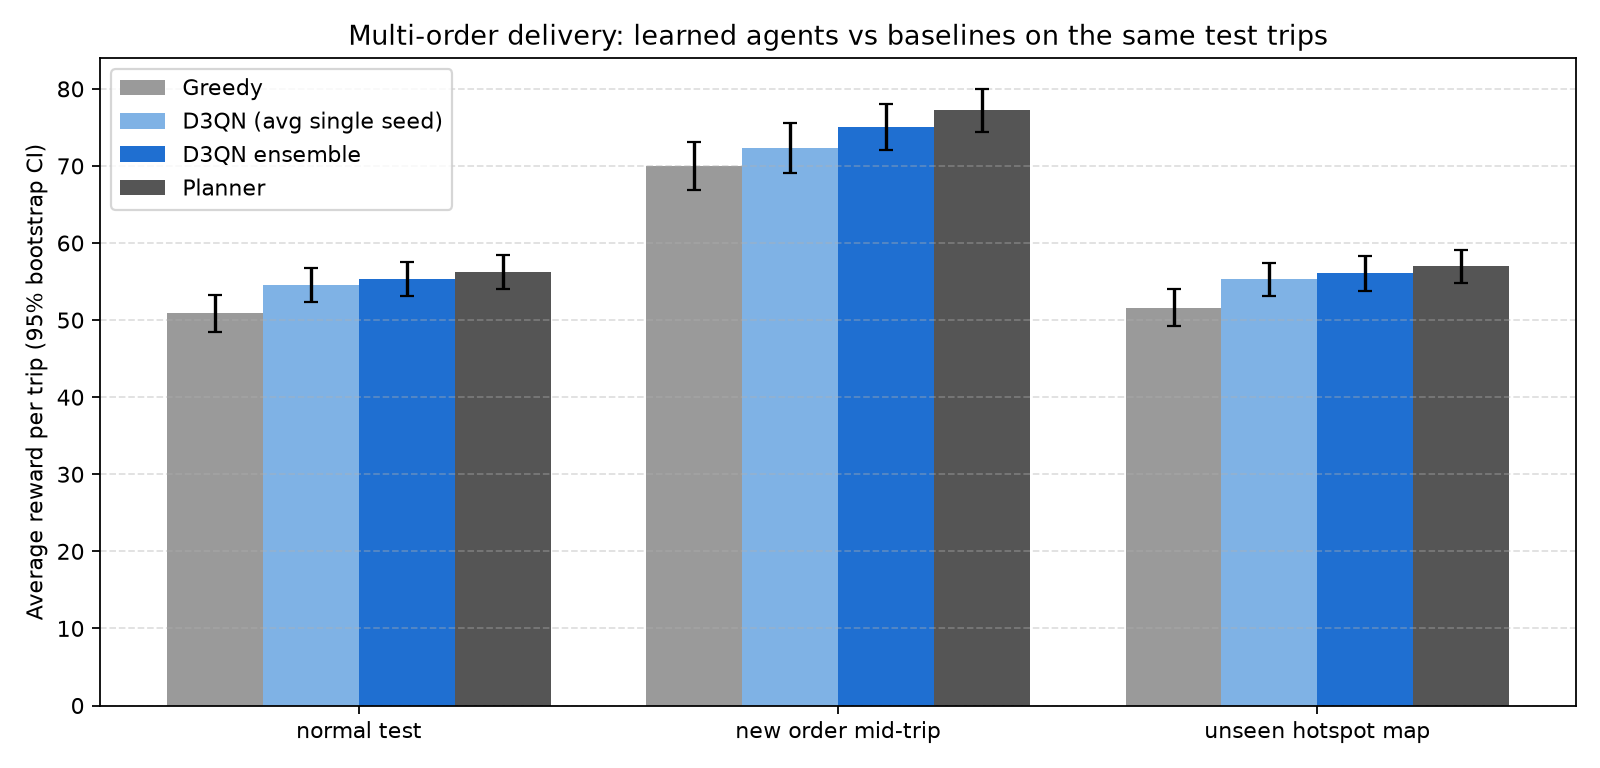 Multi-order delivery: learned agents vs baselines on the same test trips
Average reward per trip (95% bootstrap CI)
80
70
60
50
40
30
20
10
0
Greedy
D3QN (avg single seed)
D3QN ensemble
Planner
normal test
new order mid-trip
unseen hotspot map